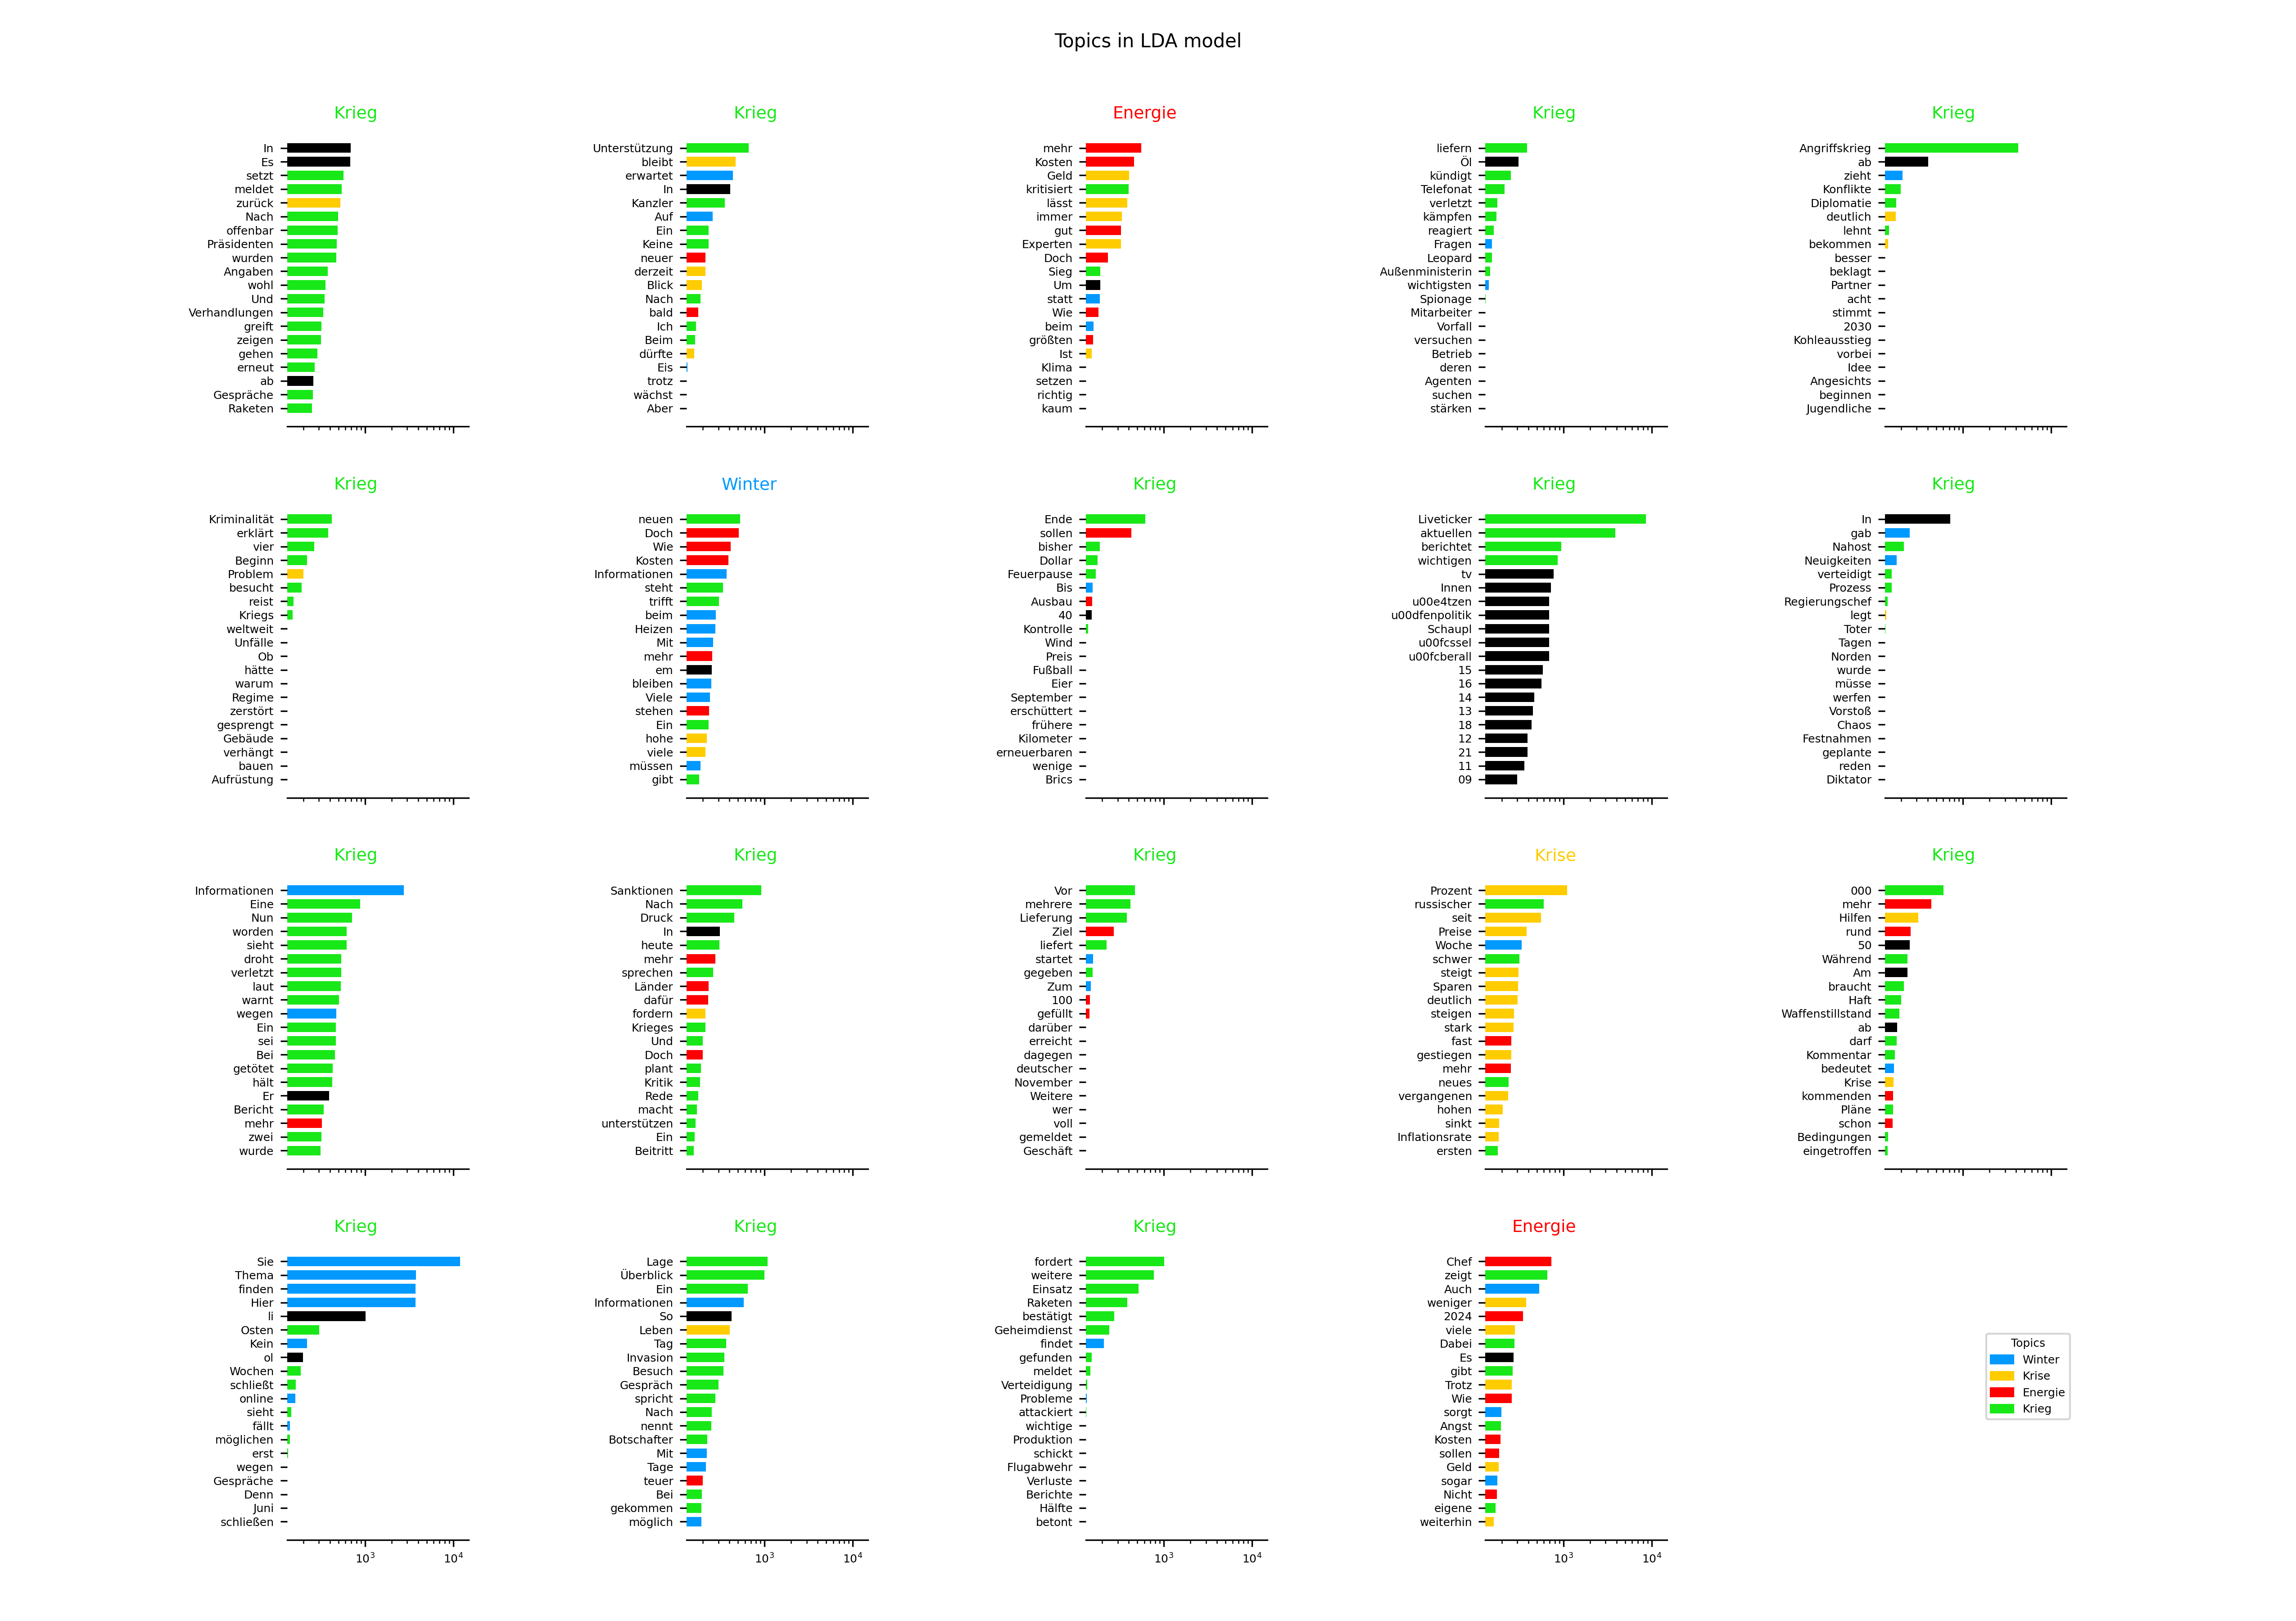 Topics in LDA model
Krieg
In
Es
setzt
meldet
zurück
Nach
offenbar
Präsidenten
wurden
Angaben
wohl
Und
Verhandlungen
greift
zeigen
gehen
erneut
ab
Gespräche
Raketen
Krieg
Unterstützung
bleibt
erwartet
In
Kanzler
Auf
Ein
Keine
neuer
derzeit
Blick
Nach
bald
Ich
Beim
dürfte
Eis
trotz
wächst
Aber
Energie
mehr
Kosten
Geld
kritisiert
lässt
immer
gut
Experten
Doch
Sieg
Um
statt
Wie
beim
größten
Ist
Klima
setzen
richtig
kaum
Krieg
liefern
Öl
kündigt
Telefonat
verletzt
kämpfen
reagiert
Fragen
Leopard
Außenministerin
wichtigsten
Spionage
Mitarbeiter
Vorfall
versuchen
Betrieb
deren
Agenten
suchen
stärken
Krieg
Angriffskrieg
ab
zieht
Konflikte
Diplomatie
deutlich
lehnt
bekommen
besser
beklagt
Partner
acht
stimmt
2030
Kohleausstieg
vorbei
Idee
Angesichts
beginnen
Jugendliche
Krieg
Kriminalität
erklärt
vier
Beginn
Problem
besucht
reist
Kriegs
weltweit
Unfälle
Ob
hätte
warum
Regime
zerstört
gesprengt
Gebäude
verhängt
bauen
Aufrüstung
Winter
neuen
Doch
Wie
Kosten
Informationen
steht
trifft
beim
Heizen
Mit
mehr
em
bleiben
Viele
stehen
Ein
hohe
viele
müssen
gibt
Krieg
Ende
sollen
bisher
Dollar
Feuerpause
Bis
Ausbau
40
Kontrolle
Wind
Preis
Fußball
Eier
September
erschüttert
frühere
Kilometer
erneuerbaren
wenige
Brics
Krieg
Liveticker
aktuellen
berichtet
wichtigen
tv
Innen
u00e4tzen
u00dfenpolitik
Schaupl
u00fcssel
u00fcberall
15
16
14
13
18
12
21
11
09
Krieg
In
gab
Nahost
Neuigkeiten
verteidigt
Prozess
Regierungschef
legt
Toter
Tagen
Norden
wurde
müsse
werfen
Vorstoß
Chaos
Festnahmen
geplante
reden
Diktator
Krieg
Informationen
Eine
Nun
worden
sieht
droht
verletzt
laut
warnt
wegen
Ein
sei
Bei
getötet
hält
Er
Bericht
mehr
zwei
wurde
Krieg
Sanktionen
Nach
Druck
In
heute
mehr
sprechen
Länder
dafür
fordern
Krieges
Und
Doch
plant
Kritik
Rede
macht
unterstützen
Ein
Beitritt
Krieg
Vor
mehrere
Lieferung
Ziel
liefert
startet
gegeben
Zum
100
gefüllt
darüber
erreicht
dagegen
deutscher
November
Weitere
wer
voll
gemeldet
Geschäft
Krise
Prozent
russischer
seit
Preise
Woche
schwer
steigt
Sparen
deutlich
steigen
stark
fast
gestiegen
mehr
neues
vergangenen
hohen
sinkt
Inflationsrate
ersten
Krieg
000
mehr
Hilfen
rund
50
Während
Am
braucht
Haft
Waffenstillstand
ab
darf
Kommentar
bedeutet
Krise
kommenden
Pläne
schon
Bedingungen
eingetroffen
Krieg
Sie
Thema
finden
Hier
li
Osten
Kein
ol
Wochen
schließt
online
sieht
fällt
möglichen
erst
wegen
Gespräche
Denn
Juni
schließen
10³ 10⁴
Krieg
Lage
Überblick
Ein
Informationen
So
Leben
Tag
Invasion
Besuch
Gespräch
spricht
Nach
nennt
Botschafter
Mit
Tage
teuer
Bei
gekommen
möglich
10³ 10⁴
Krieg
fordert
weitere
Einsatz
Raketen
bestätigt
Geheimdienst
findet
gefunden
meldet
Verteidigung
Probleme
attackiert
wichtige
Produktion
schickt
Flugabwehr
Verluste
Berichte
Hälfte
betont
10³ 10⁴
Energie
Chef
zeigt
Auch
weniger
2024
viele
Dabei
Es
gibt
Trotz
Wie
sorgt
Angst
Kosten
sollen
Geld
sogar
Nicht
eigene
weiterhin
10³ 10⁴
Topics
Winter
Krise
Energie
Krieg